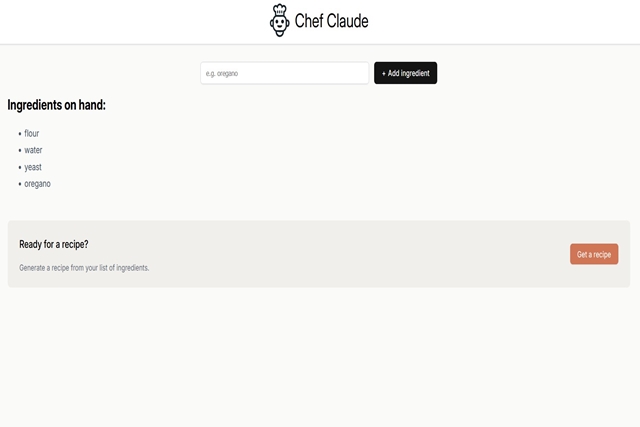 Chef Claude
e.g. oregano
+ Add ingredient
Ingredients on hand:
• flour
• water
• yeast
• oregano
Ready for a recipe?
Generate a recipe from your list of ingredients.
Get a recipe